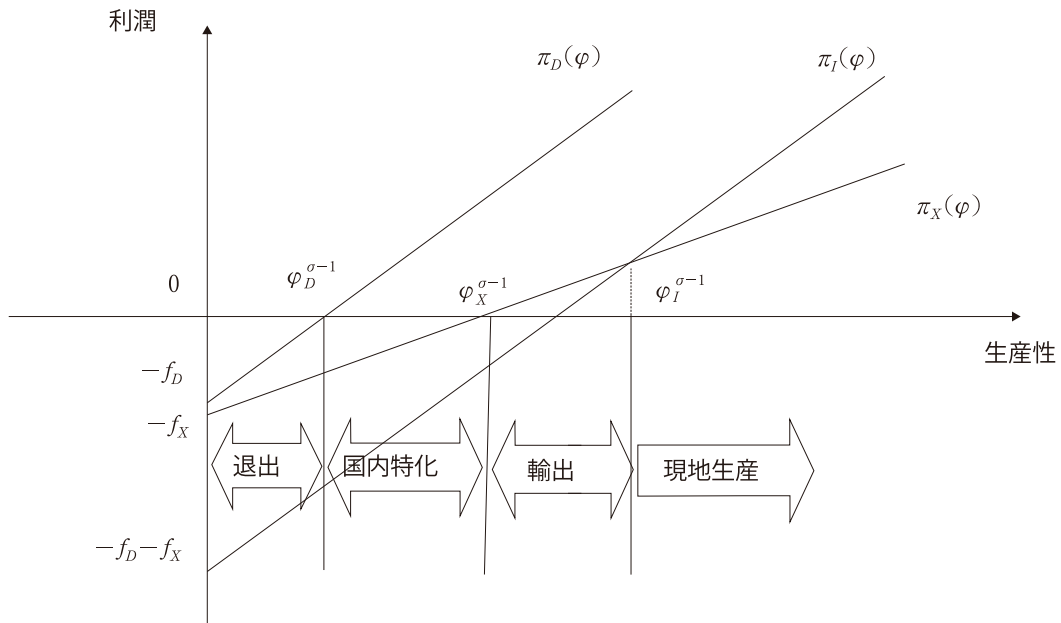 利潤
π_D(φ)
π_I(φ)
π_X(φ)
0
φ_D^{σ−1}
φ_X^{σ−1}
φ_I^{σ−1}
生産性
−f_D
−f_X
退出
国内特化
輸出
現地生産
−f_D−f_X